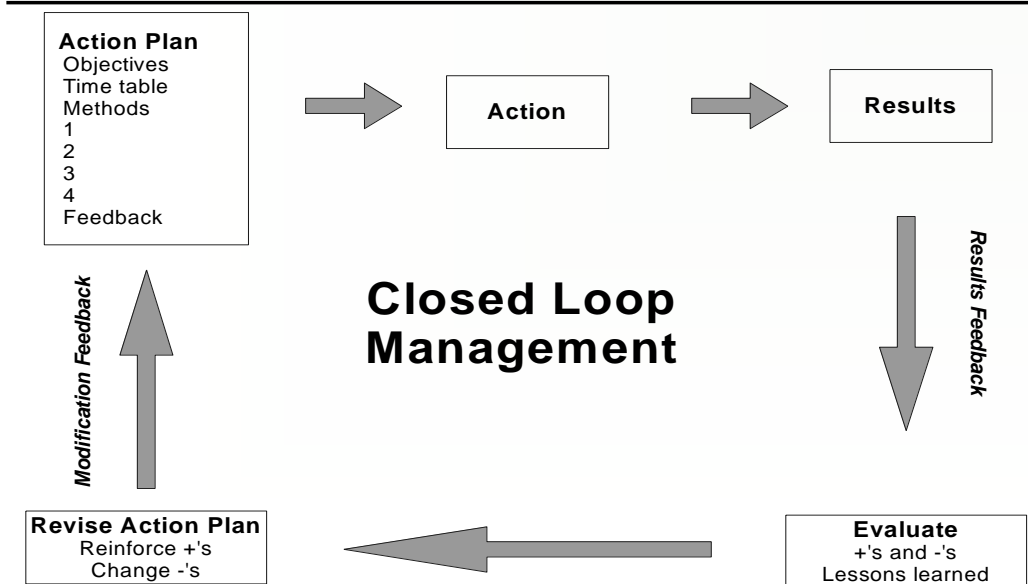 Action Plan
Objectives
Time table
Methods
1
2
3
4
Feedback
Action
Results
Results Feedback
Closed Loop
Management
Modification Feedback
Revise Action Plan
Reinforce +'s
Change -'s
Evaluate
+'s and -'s
Lessons learned